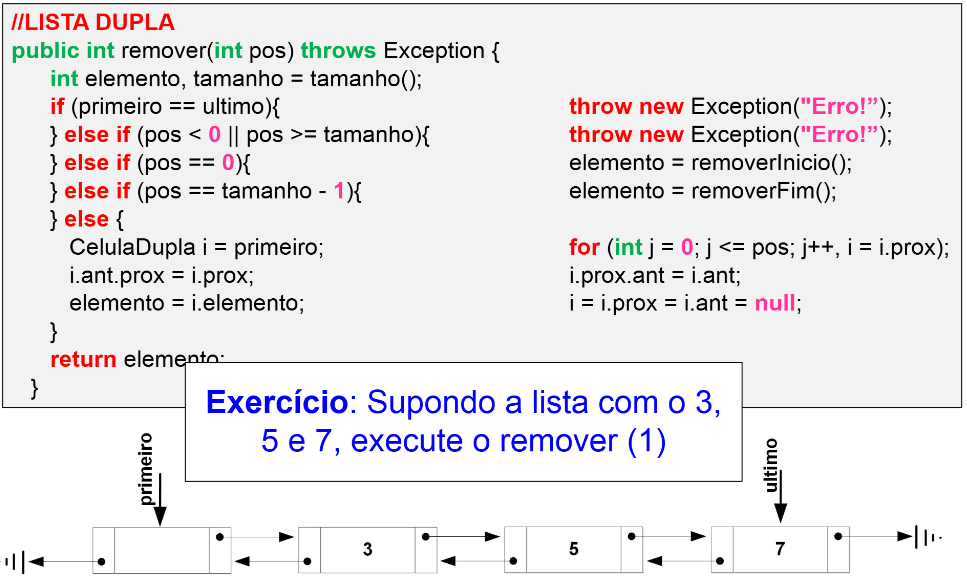 //LISTA DUPLA
public int remover(int pos) throws Exception {
int elemento, tamanho = tamanho();
if (primeiro == ultimo){ throw new Exception("Erro!”);
} else if (pos < 0 || pos >= tamanho){ throw new Exception("Erro!”);
} else if (pos == 0){ elemento = removerInicio();
} else if (pos == tamanho - 1){ elemento = removerFim();
} else {
CelulaDupla i = primeiro; for (int j = 0; j <= pos; j++, i = i.prox);
i.ant.prox = i.prox; i.prox.ant = i.ant;
elemento = i.elemento; i = i.prox = i.ant = null;
}
return elemento;
}
Exercício: Supondo a lista com o 3,
5 e 7, execute o remover (1)
primeiro
ultimo
3 5 7